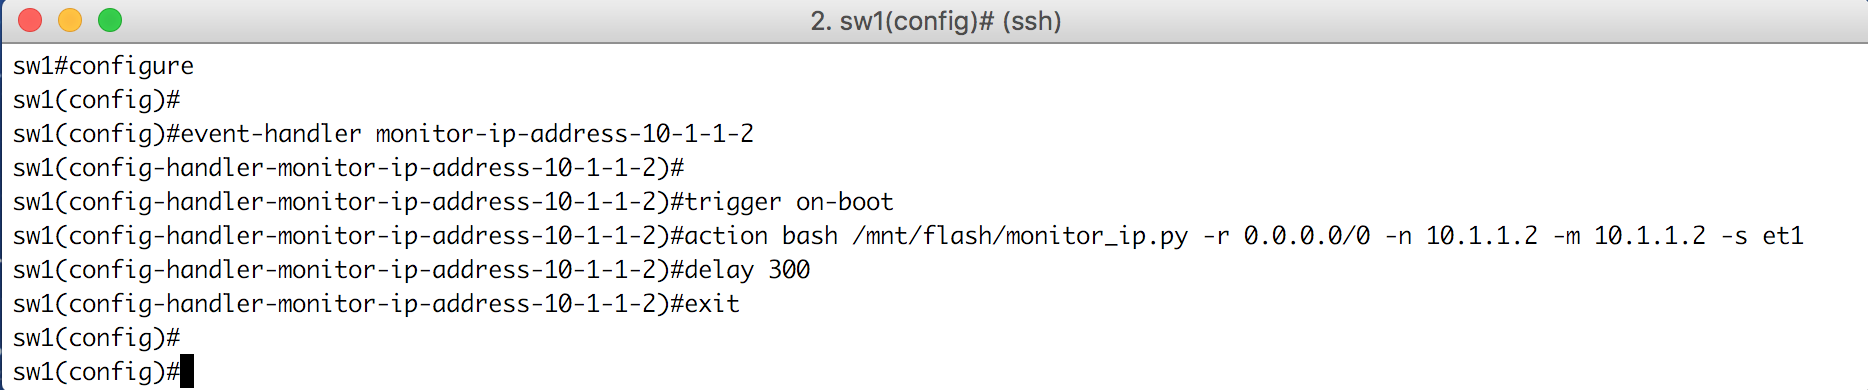 2. sw1(config)# (ssh)
sw1#configure
sw1(config)#
sw1(config)#event-handler monitor-ip-address-10-1-1-2
sw1(config-handler-monitor-ip-address-10-1-1-2)#
sw1(config-handler-monitor-ip-address-10-1-1-2)#trigger on-boot
sw1(config-handler-monitor-ip-address-10-1-1-2)#action bash /mnt/flash/monitor_ip.py -r 0.0.0.0/0 -n 10.1.1.2 -m 10.1.1.2 -s et1
sw1(config-handler-monitor-ip-address-10-1-1-2)#delay 300
sw1(config-handler-monitor-ip-address-10-1-1-2)#exit
sw1(config)#
sw1(config)#